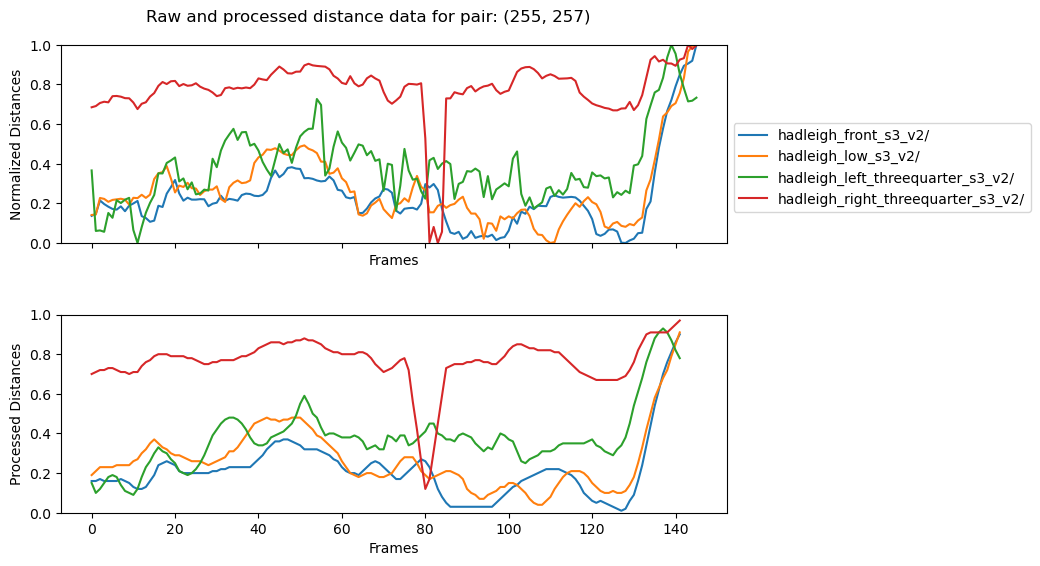 Raw and processed distance data for pair: (255, 257)
Normalized Distances
1.0
0.8
0.6
0.4
0.2
0.0
Frames
hadleigh_front_s3_v2/
hadleigh_low_s3_v2/
hadleigh_left_threequarter_s3_v2/
hadleigh_right_threequarter_s3_v2/
Processed Distances
1.0
0.8
0.6
0.4
0.2
0.0
0 20 40 60 80 100 120 140
Frames